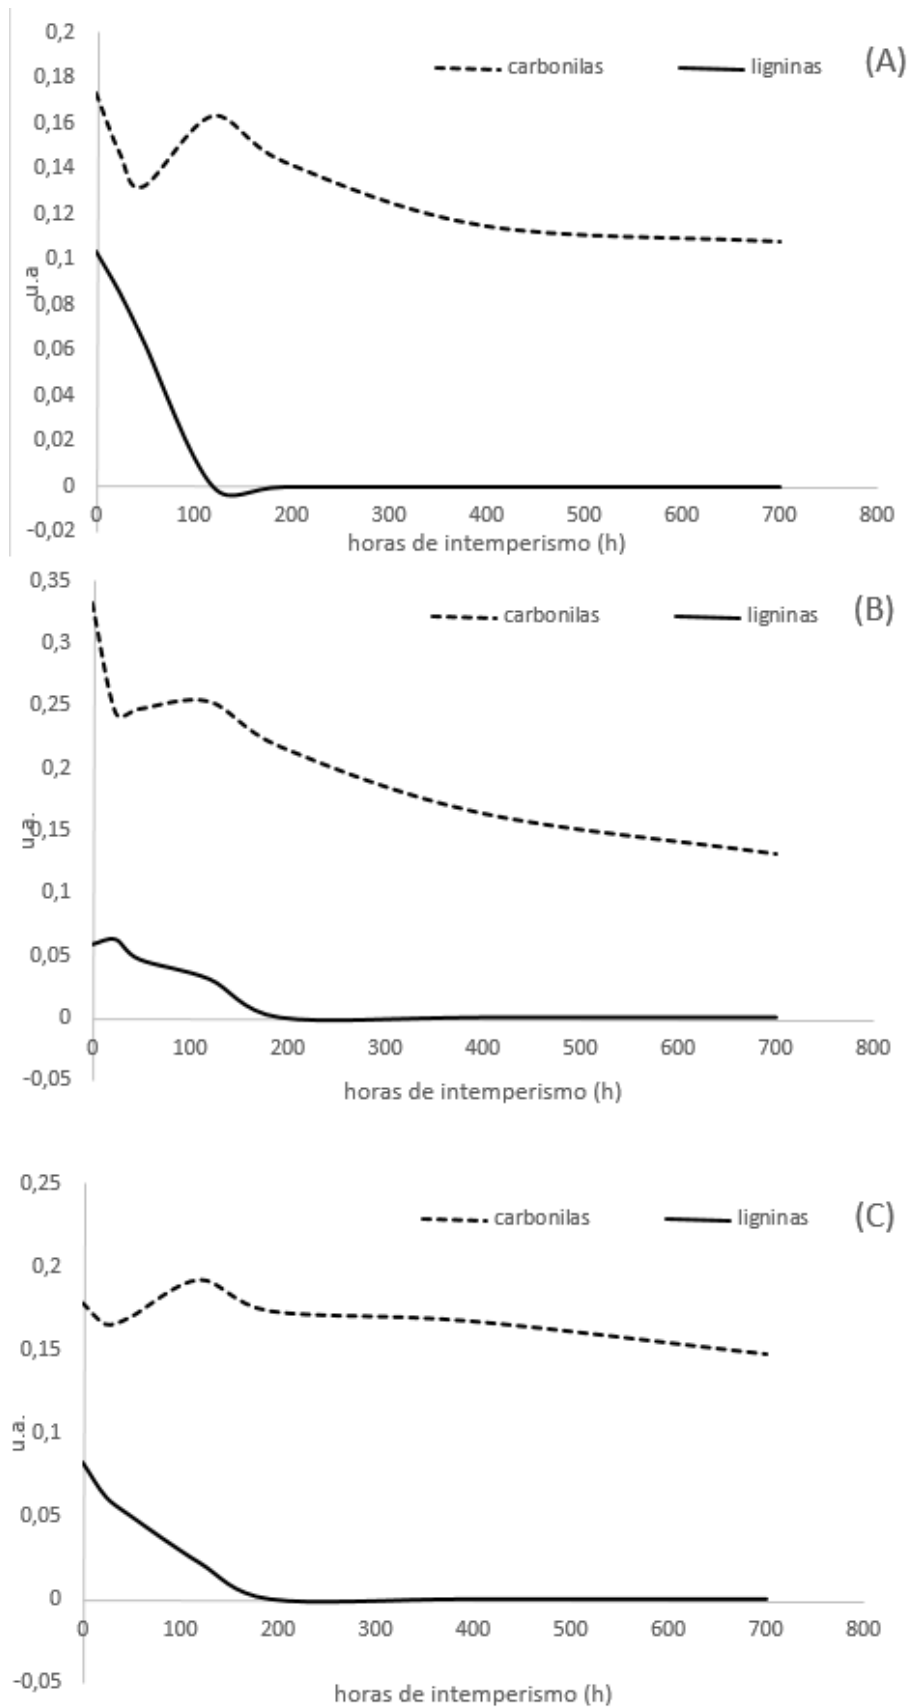 0,2
carbonilas ligninas (A)
0,18
0,16
0,14
0,12
0,1
u.a
0,08
0,06
0,04
0,02
0
-0,02
0 100 200 300 400 500 600 700 800
horas de intemperismo (h)
0,35
carbonilas ligninas (B)
0,3
0,25
0,2
0,15
u.a.
0,1
0,05
0
-0,05
0 100 200 300 400 500 600 700 800
horas de intemperismo (h)
0,25
carbonilas ligninas (C)
0,2
0,15
0,1
u.a.
0,05
0
-0,05
0 100 200 300 400 500 600 700 800
horas de intemperismo (h)